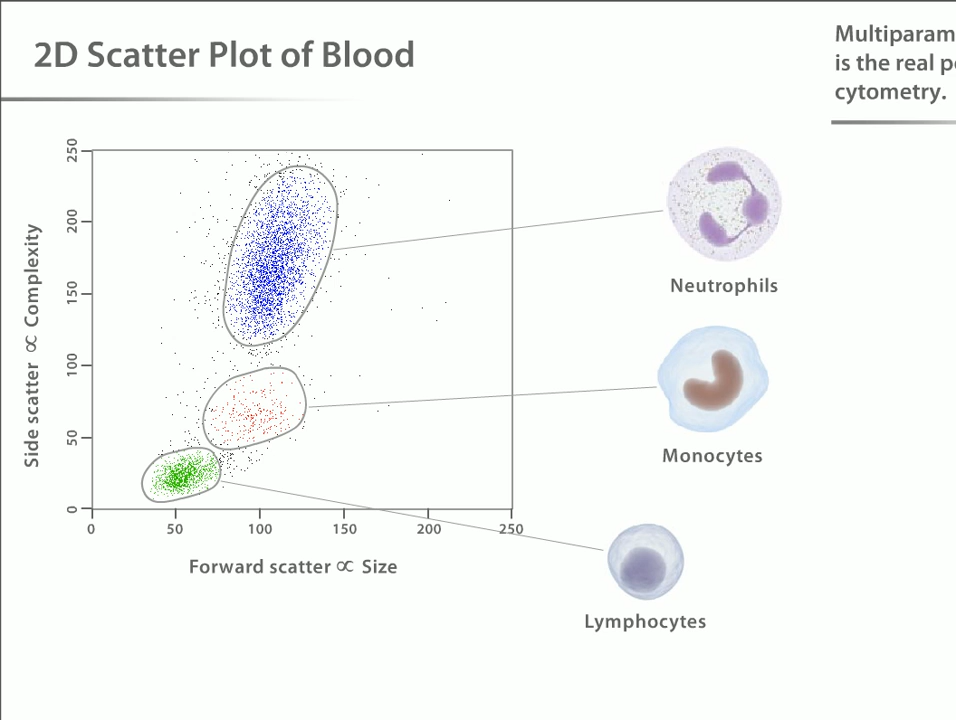 2D Scatter Plot of Blood
Multiparam
is the real p
cytometry.
250
200
150
100
50
0
Side scatter ∝ Complexity
0 50 100 150 200 250
Forward scatter ∝ Size
Neutrophils
Monocytes
Lymphocytes